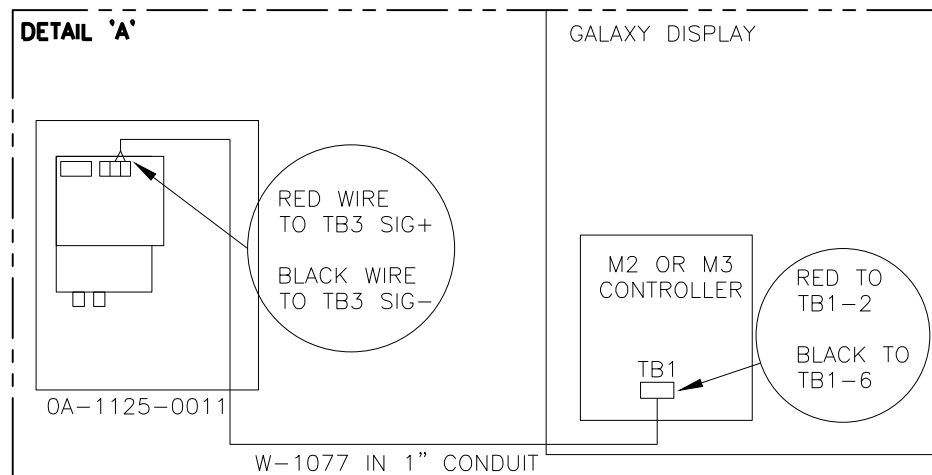 DETAIL 'A'
GALAXY DISPLAY
RED WIRE
TO TB3 SIG+
BLACK WIRE
TO TB3 SIG-
M2 OR M3
CONTROLLER
RED TO
TB1-2
BLACK TO
TB1-6
TB1
0A-1125-0011
W-1077 IN 1" CONDUIT